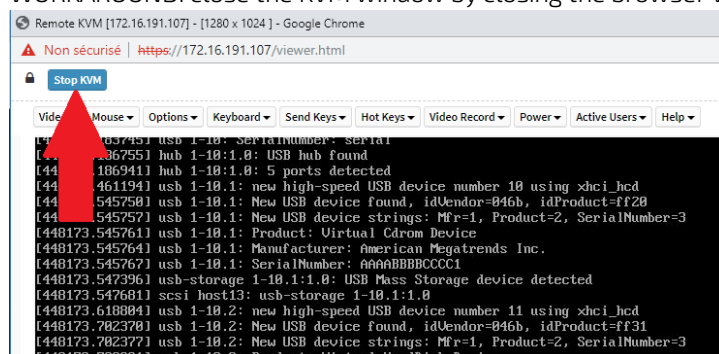 WORKAROUND: close the KVM window by closing the browser
Remote KVM [172.16.191.107] - [1280 x 1024 ] - Google Chrome
Non sécurisé | https://172.16.191.107/viewer.html
Stop KVM
Mouse Options Keyboard Send Keys Hot Keys Video Record Power Active Users Help
usb 1-10: SerialNumber: serial
hub 1-10:1.0: USB hub found
.186941] hub 1-10:1.0: 5 ports detected
.461194] usb 1-10.1: new high-speed USB device number 10 using xhci_hcd
.545750] usb 1-10.1: New USB device found, idVendor=046b, idProduct=ff20
.545757] usb 1-10.1: New USB device strings: Mfr=1, Product=2, SerialNumber=3
[448173.545761] usb 1-10.1: Product: Virtual Cdrom Device
[448173.545764] usb 1-10.1: Manufacturer: American Megatrends Inc.
[448173.545767] usb 1-10.1: SerialNumber: AAAABBBBCCCC1
[448173.547396] usb-storage 1-10.1:1.0: USB Mass Storage device detected
[448173.547681] scsi host13: usb-storage 1-10.1:1.0
[448173.618804] usb 1-10.2: new high-speed USB device number 11 using xhci_hcd
[448173.702370] usb 1-10.2: New USB device found, idVendor=046b, idProduct=ff31
[448173.702377] usb 1-10.2: New USB device strings: Mfr=1, Product=2, SerialNumber=3